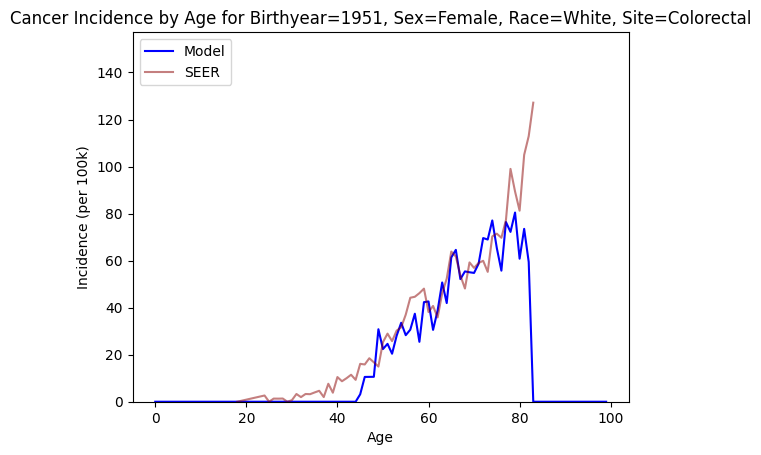 Cancer Incidence by Age for Birthyear=1951, Sex=Female, Race=White, Site=Colorectal
Model
SEER
Incidence (per 100k)
140
120
100
80
60
40
20
0
0 20 40 60 80 100
Age